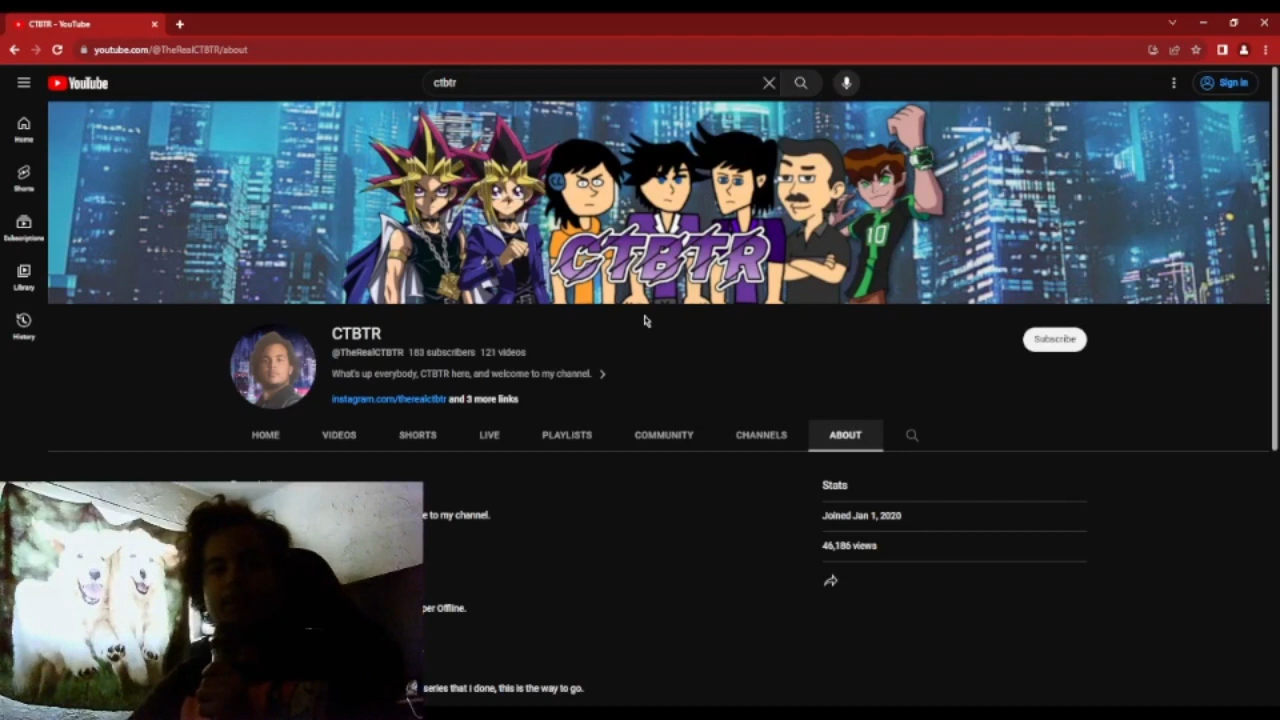 CTBTR - YouTube
youtube.com/@TheRealCTBTR/about
YouTube
ctbtr
Sign in
Home
Shorts
Subscriptions
Library
History
10
CTBTR
CTBTR
@TheRealCTBTR 183 subscribers 121 videos
What's up everybody, CTBTR here, and welcome to my channel.
instagram.com/therealctbtr and 3 more links
Subscribe
HOME VIDEOS SHORTS LIVE PLAYLISTS COMMUNITY CHANNELS ABOUT
Stats
e to my channel.
Joined Jan 1, 2020
46,186 views
per Offline.
series that i done, this is the way to go.